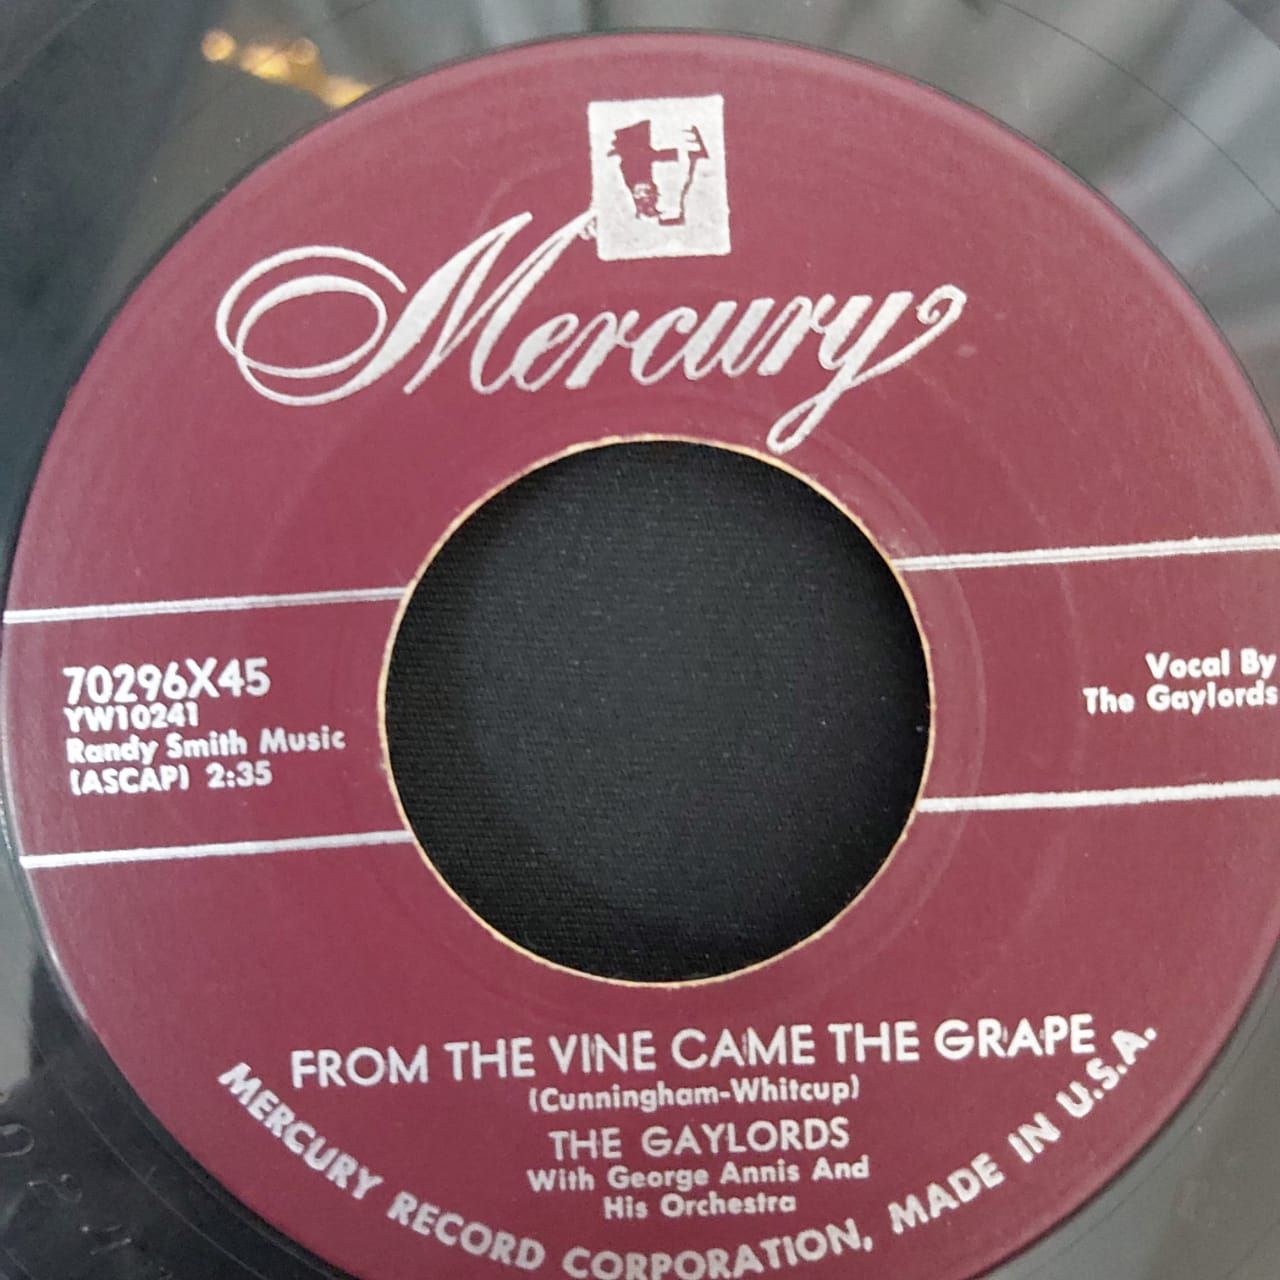 Mercury
70296X45
YW10241
Randy Smith Music
(ASCAP) 2:35
Vocal By
The Gaylords
FROM THE VINE CAME THE GRAPE
(Cunningham-Whitcup)
THE GAYLORDS
With George Annis And
His Orchestra
MERCURY RECORD CORPORATION, MADE IN U.S.A.